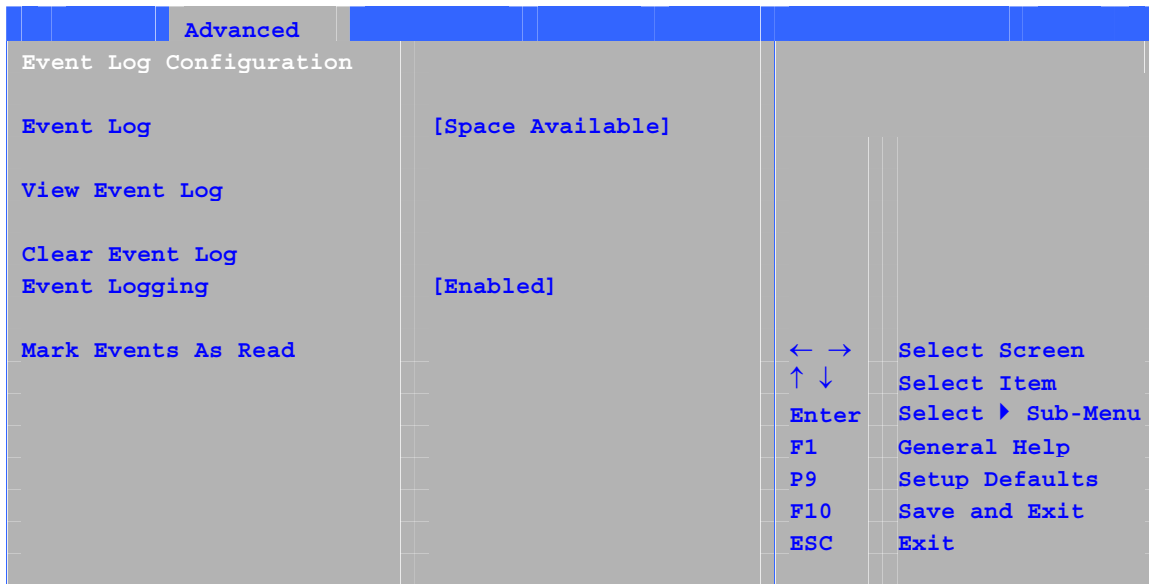 Advanced
Event Log Configuration
Event Log [Space Available]
View Event Log
Clear Event Log
Event Logging [Enabled]
Mark Events As Read
← → Select Screen
↑ ↓ Select Item
Enter Select ▶ Sub-Menu
F1 General Help
P9 Setup Defaults
F10 Save and Exit
ESC Exit